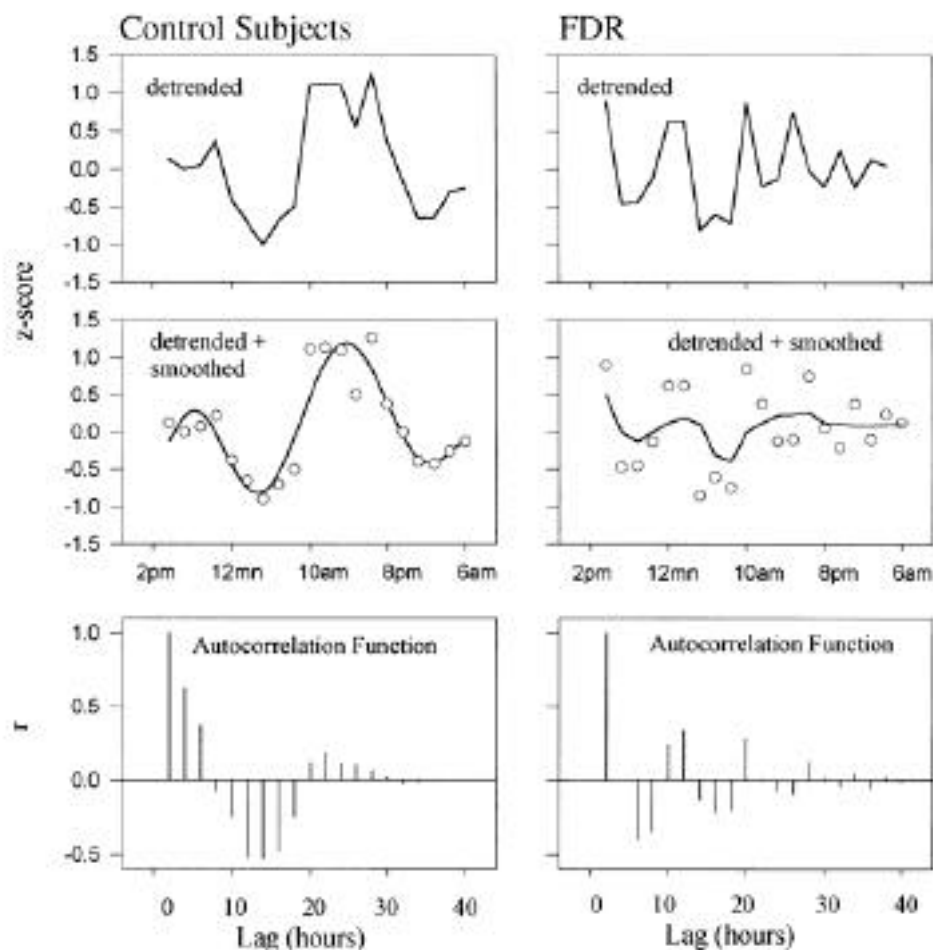 Control Subjects
FDR
z-score
1.5
1.0
0.5
0.0
-0.5
-1.0
-1.5
detrended
detrended
1.5
1.0
0.5
0.0
-0.5
-1.0
-1.5
detrended +
smoothed
detrended + smoothed
2pm 12mn 10am 8pm 6am
2pm 12mn 10am 8pm 6am
r
1.0
0.5
0.0
-0.5
Autocorrelation Function
Autocorrelation Function
0 10 20 30 40
0 10 20 30 40
Lag (hours)
Lag (hours)